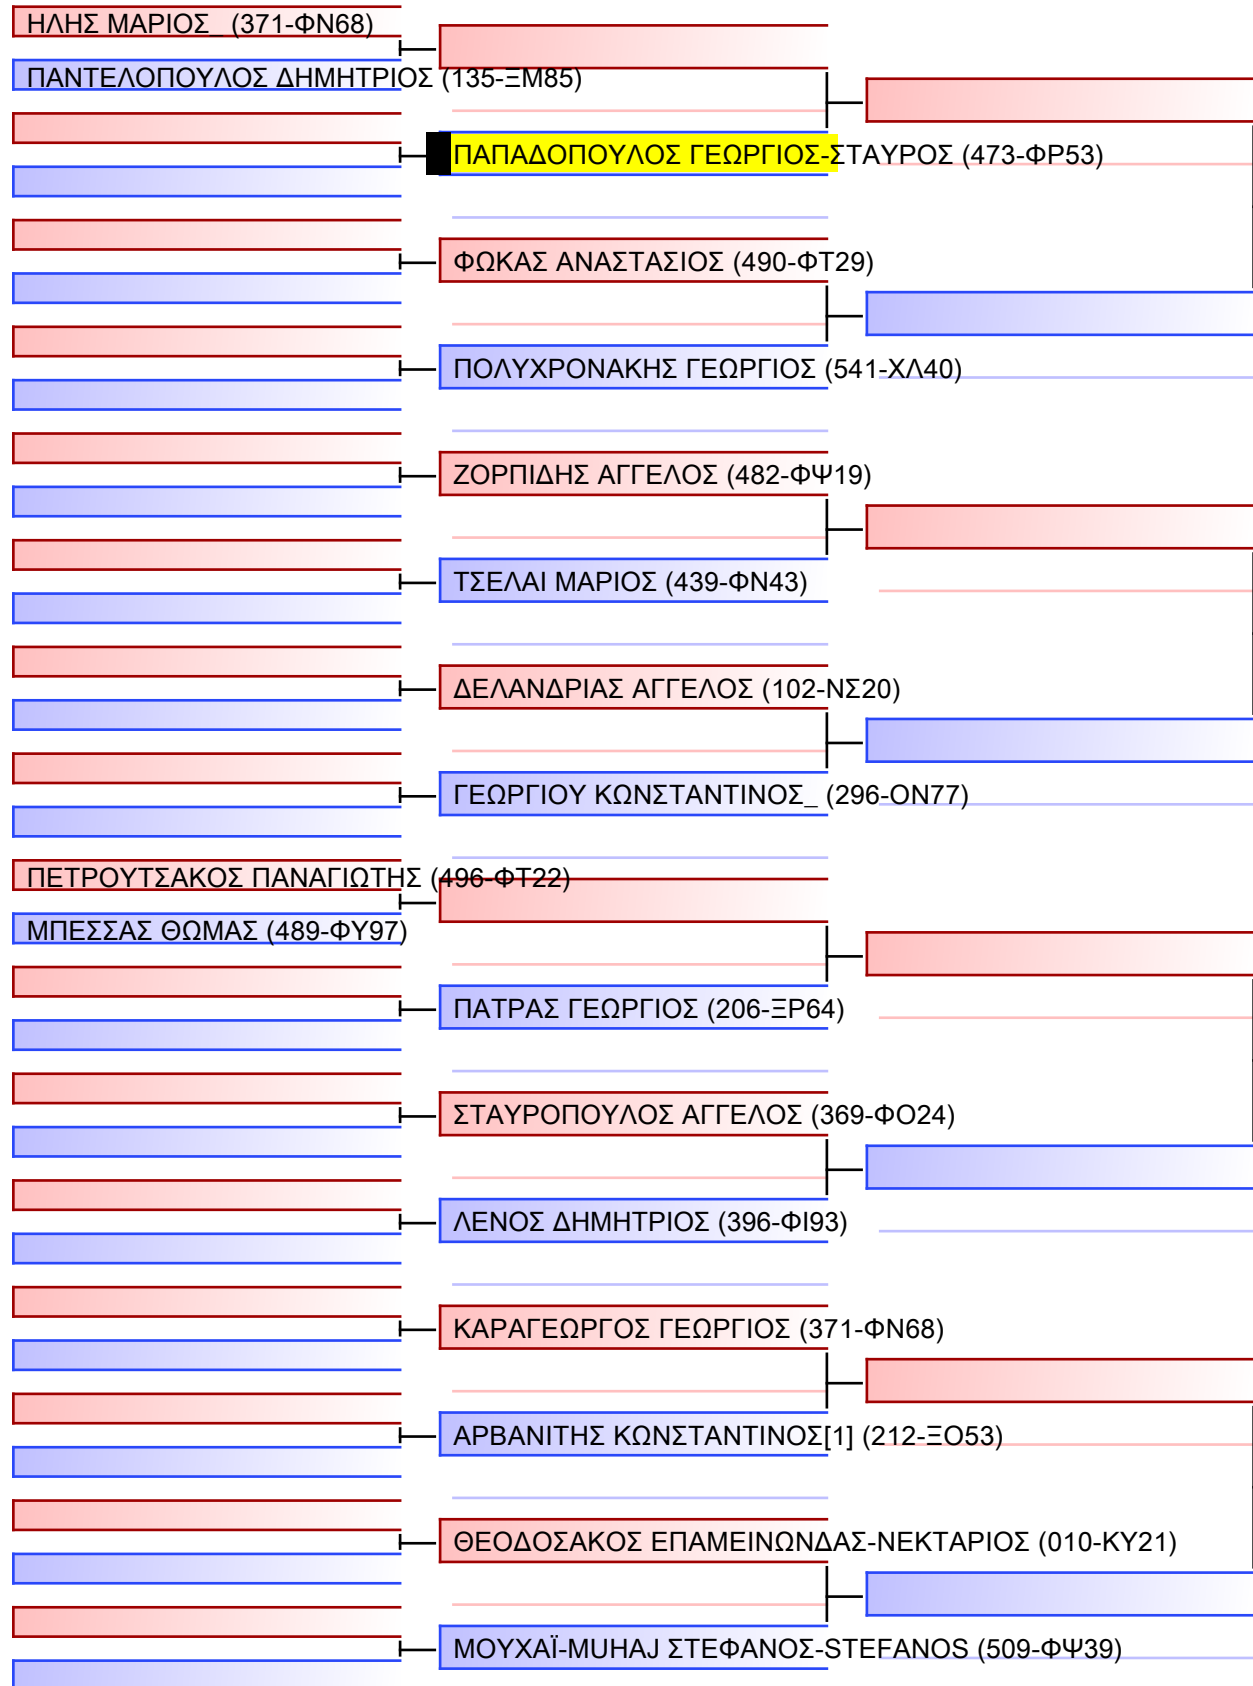 ΗΛΗΣ ΜΑΡΙΟΣ_ (371-ΦΝ68)
ΠΑΝΤΕΛΟΠΟΥΛΟΣ ΔΗΜΗΤΡΙΟΣ (135-ΞΜ85)
ΠΑΠΑΔΟΠΟΥΛΟΣ ΓΕΩΡΓΙΟΣ-ΣΤΑΥΡΟΣ (473-ΦΡ53)
ΦΩΚΑΣ ΑΝΑΣΤΑΣΙΟΣ (490-ΦΤ29)
ΠΟΛΥΧΡΟΝΑΚΗΣ ΓΕΩΡΓΙΟΣ (541-ΧΛ40)
ΖΟΡΠΙΔΗΣ ΑΓΓΕΛΟΣ (482-ΦΨ19)
ΤΣΕΛΑΙ ΜΑΡΙΟΣ (439-ΦΝ43)
ΔΕΛΑΝΔΡΙΑΣ ΑΓΓΕΛΟΣ (102-ΝΣ20)
ΓΕΩΡΓΙΟΥ ΚΩΝΣΤΑΝΤΙΝΟΣ_ (296-ΟΝ77)
ΠΕΤΡΟΥΤΣΑΚΟΣ ΠΑΝΑΓΙΩΤΗΣ (496-ΦΤ22)
ΜΠΕΣΣΑΣ ΘΩΜΑΣ (489-ΦΥ97)
ΠΑΤΡΑΣ ΓΕΩΡΓΙΟΣ (206-ΞΡ64)
ΣΤΑΥΡΟΠΟΥΛΟΣ ΑΓΓΕΛΟΣ (369-ΦΟ24)
ΛΕΝΟΣ ΔΗΜΗΤΡΙΟΣ (396-ΦΙ93)
ΚΑΡΑΓΕΩΡΓΟΣ ΓΕΩΡΓΙΟΣ (371-ΦΝ68)
ΑΡΒΑΝΙΤΗΣ ΚΩΝΣΤΑΝΤΙΝΟΣ[1] (212-ΞΟ53)
ΘΕΟΔΟΣΑΚΟΣ ΕΠΑΜΕΙΝΩΝΔΑΣ-ΝΕΚΤΑΡΙΟΣ (010-ΚΥ21)
ΜΟΥΧΑΪ-MUHAJ ΣΤΕΦΑΝΟΣ-STEFANOS (509-ΦΨ39)